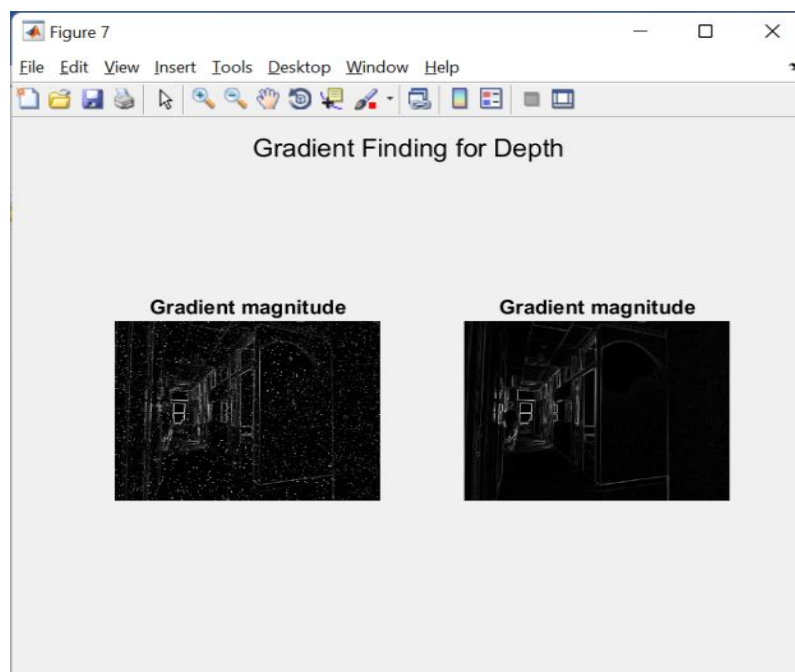 Figure 7
File Edit View Insert Tools Desktop Window Help
Gradient Finding for Depth
Gradient magnitude
Gradient magnitude